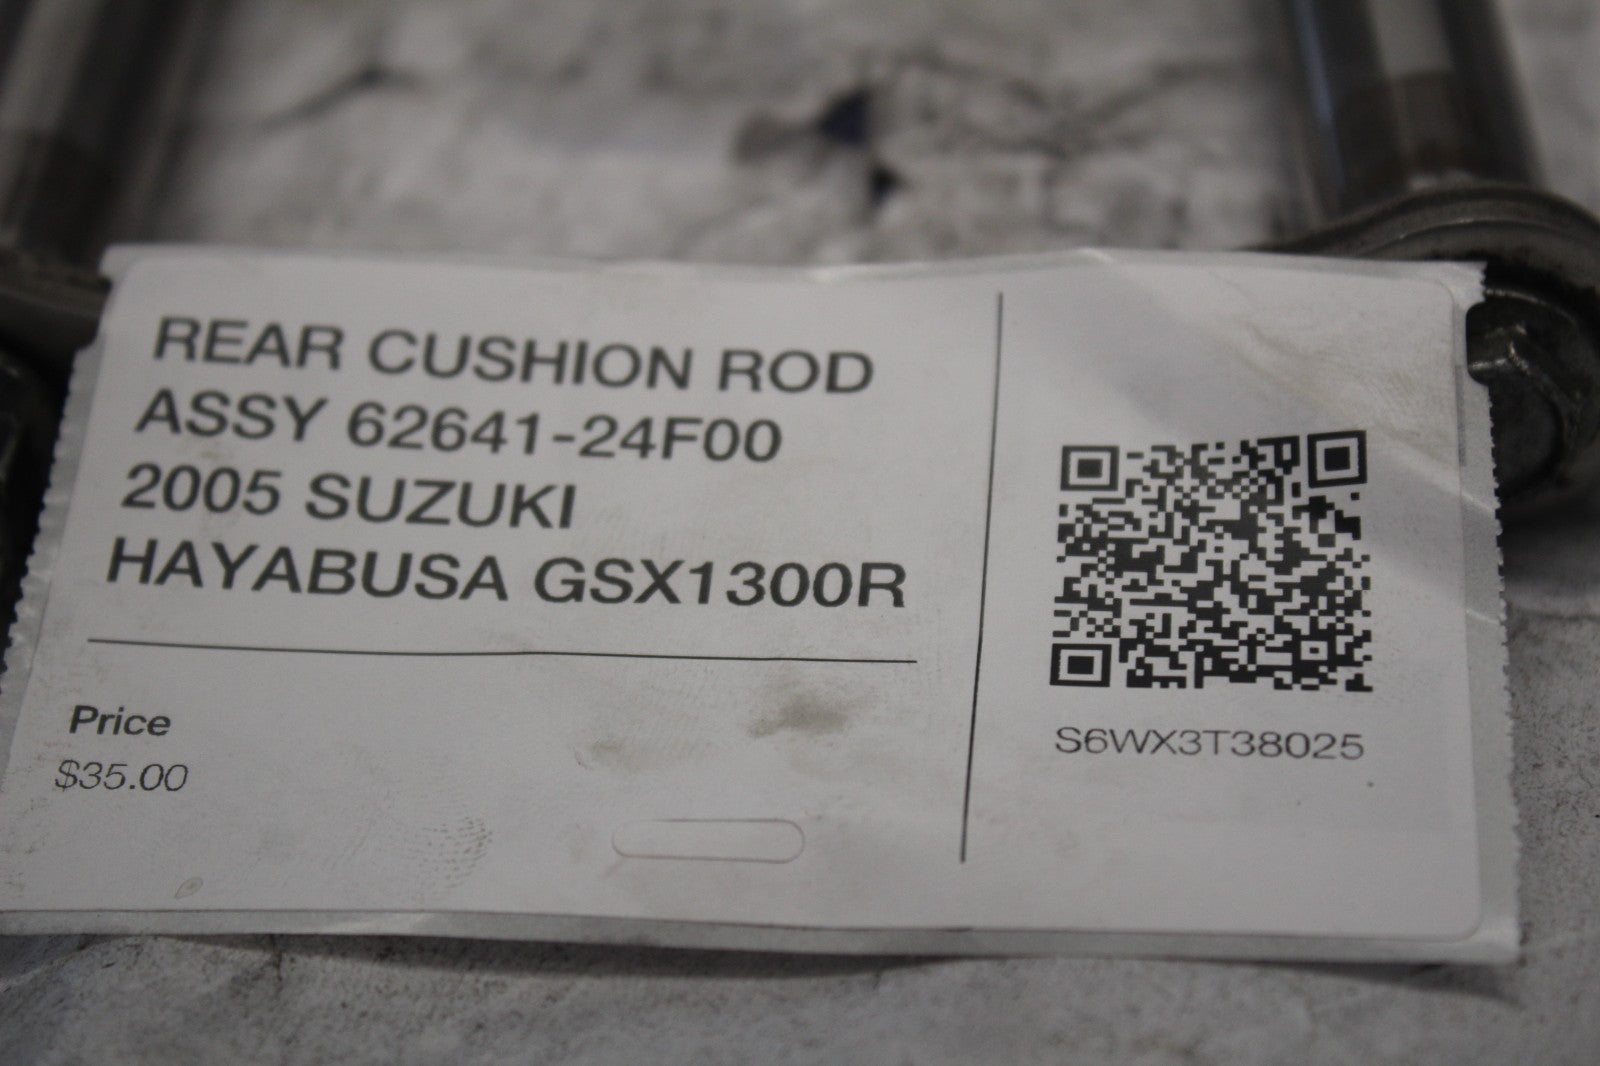 REAR CUSHION ROD
ASSY 62641-24F00
2005 SUZUKI
HAYABUSA GSX1300R
Price
$35.00
S6WX3T38025